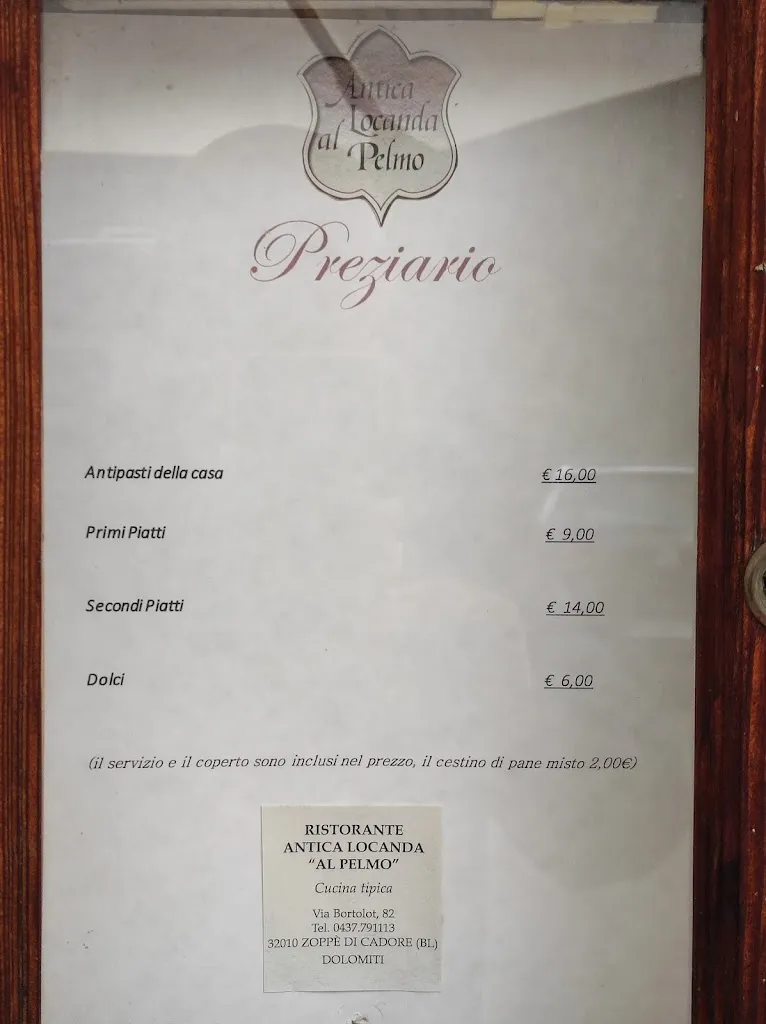 Antica
Locanda
al Pelmo
Preziario
Antipasti della casa € 16,00
Primi Piatti € 9,00
Secondi Piatti € 14,00
Dolci € 6,00
(il servizio e il coperto sono inclusi nel prezzo, il cestino di pane misto 2,00€)
RISTORANTE
ANTICA LOCANDA
“AL PELMO”
Cucina tipica
Via Bortolot, 82
Tel. 0437.791113
32010 ZOPPÈ DI CADORE (BL)
DOLOMITI